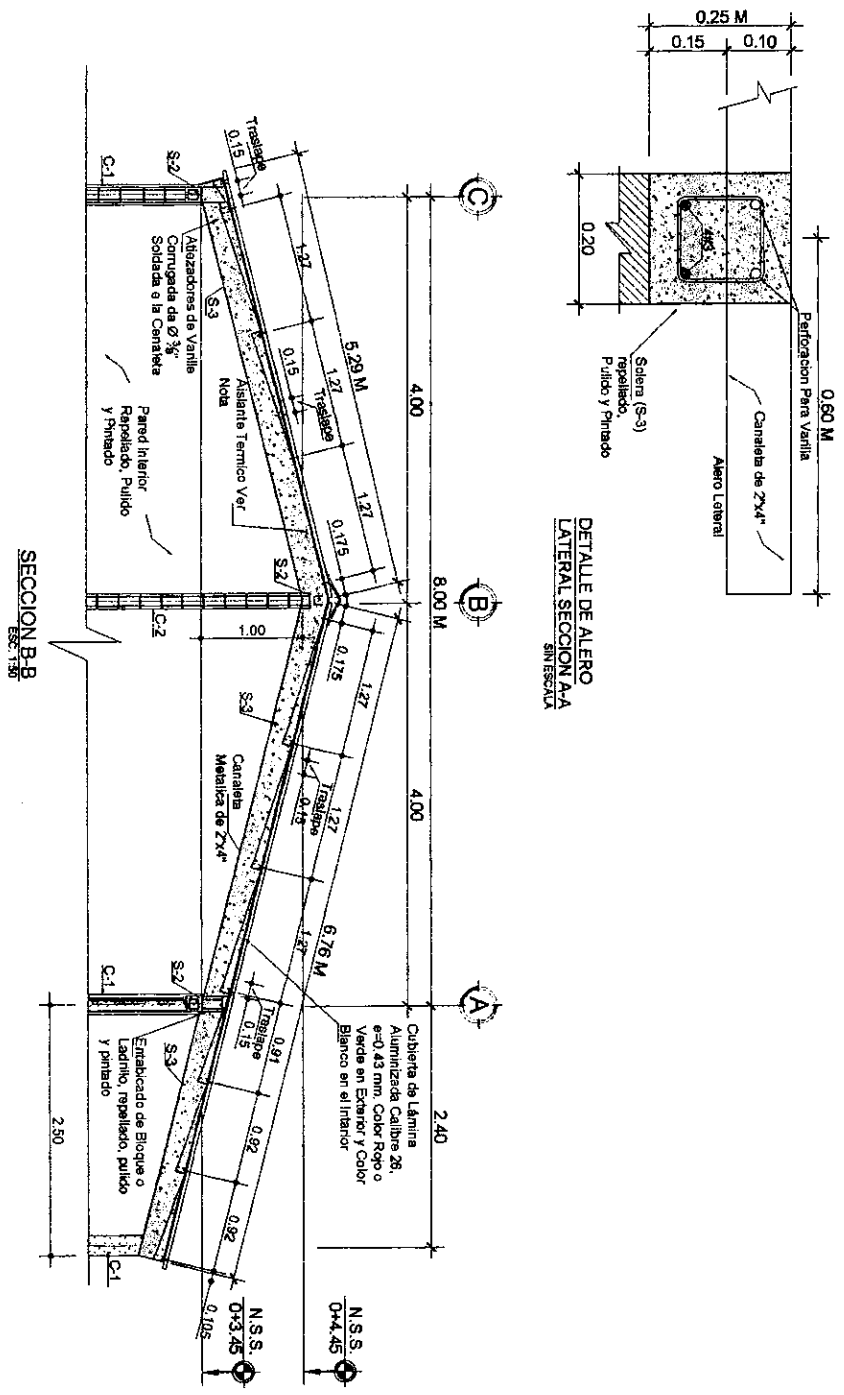 0.25 M
0.15
0.10
0.60 M
Perforacion Para Varilla
Canaleta de 2"x4"
Alero Lateral
4#3
0.20
Solera (S-3)
repellado,
Pulido y Pintado
DETALLE DE ALERO
LATERAL SECCION A-A
SIN ESCALA
C
B
A
8.00 M
4.00
4.00
2.40
5.29 M
6.76 M
Traslape
0.15
1.27
1.27
1.27
0.15
Traslape
0.175
0.175
1.27
1.27
Traslape
0.15
1.27
0.91
Traslape
0.15
0.92
0.92
0.105
N.S.S.
0+4.45
N.S.S.
0+3.45
Cubierta de Lámina
Aluminizada Calibre 26,
e=0.43 mm. Color Rojo o
Verde en Exterior y Color
Blanco en el Interior
Aislante Termico Ver
Nota
Canaleta
Metalica de 2"x4"
S-2
C-1
S-3
S-2
C-2
1.00
S-3
S-2
C-1
S-3
C-1
2.50
Atiezadores de Varilla
Corrugada de Ø 3/8"
Soldada a la Canaleta
Pared Interior
Repellado, Pulido
y Pintado
Entabicado de Bloque o
Ladrillo, repellado, pulido
y pintado
SECCION B-B
ESC. 1:50